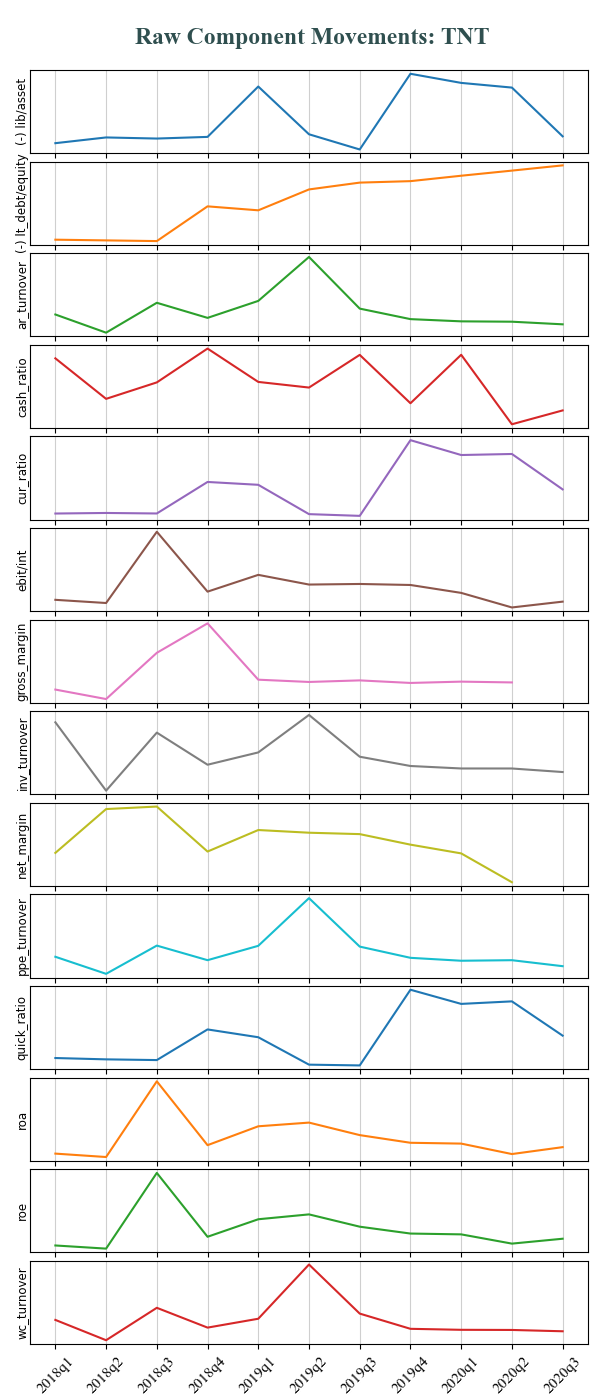 Raw Component Movements: TNT
(-) lib/asset
(-) lt_debt/equity
ar_turnover
cash_ratio
cur_ratio
ebit/int
gross_margin
inv_turnover
net_margin
ppe_turnover
quick_ratio
roa
roe
wc_turnover
2018q1 2018q2 2018q3 2018q4 2019q1 2019q2 2019q3 2019q4 2020q1 2020q2 2020q3